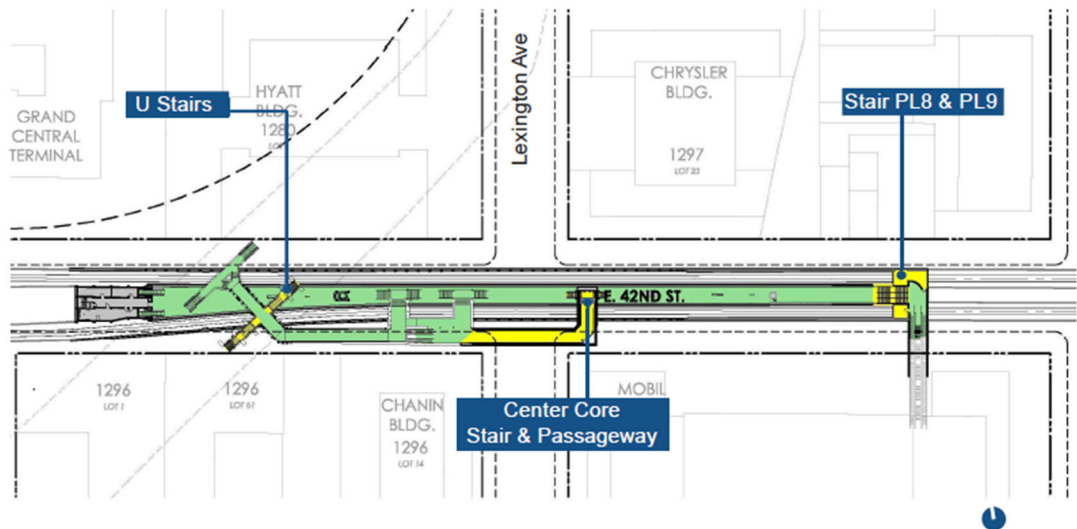 Lexington Ave
HYATT
BLDG.
1280
LOT
U Stairs
GRAND
CENTRAL
TERMINAL
CHRYSLER
BLDG.
1297
LOT 23
Stair PL8 & PL9
E. 42ND ST.
1296
LOT 1
1296
LOT 61
CHANIN
BLDG.
1296
LOT 14
Center Core
Stair & Passageway
MOBIL